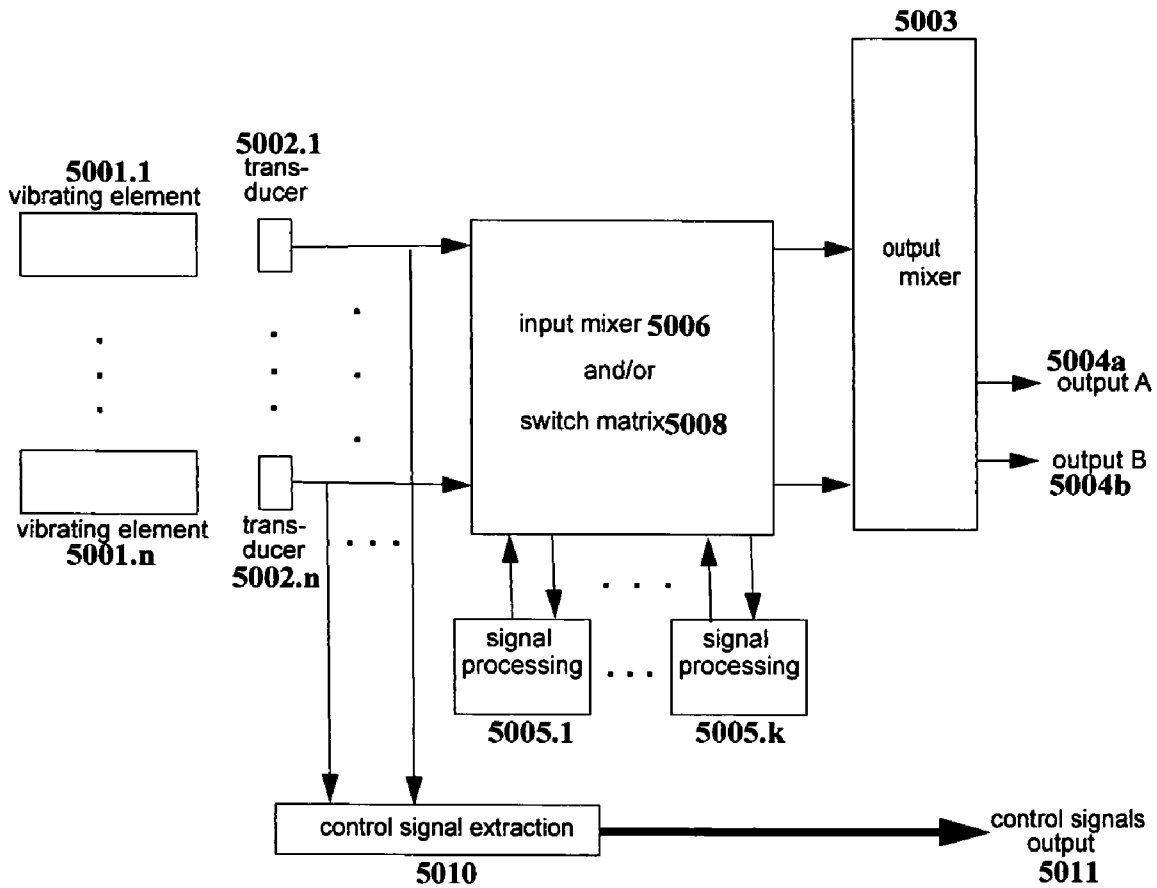 5003
5002.1
trans-
ducer
5001.1
vibrating element
output
mixer
input mixer 5006
and/or
switch matrix 5008
5004a
output A
output B
5004b
vibrating element
5001.n
trans-
ducer
5002.n
signal
processing
5005.1
signal
processing
5005.k
control signal extraction
5010
control signals
output
5011